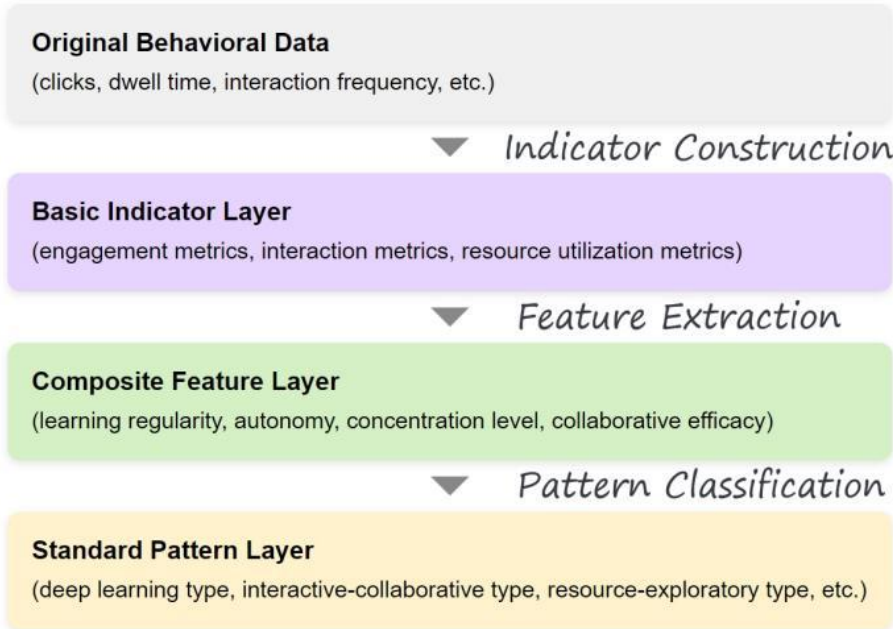 Original Behavioral Data
(clicks, dwell time, interaction frequency, etc.)
Indicator Construction
Basic Indicator Layer
(engagement metrics, interaction metrics, resource utilization metrics)
Feature Extraction
Composite Feature Layer
(learning regularity, autonomy, concentration level, collaborative efficacy)
Pattern Classification
Standard Pattern Layer
(deep learning type, interactive-collaborative type, resource-exploratory type, etc.)